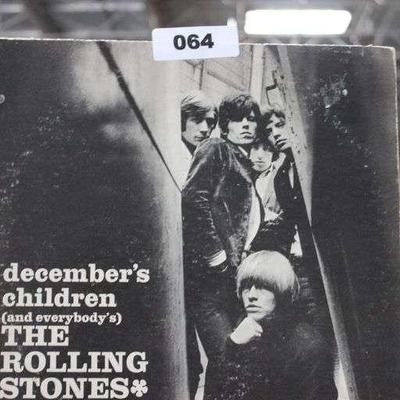 064
december's
children
(and everybody's)
THE
ROLLING
STONES